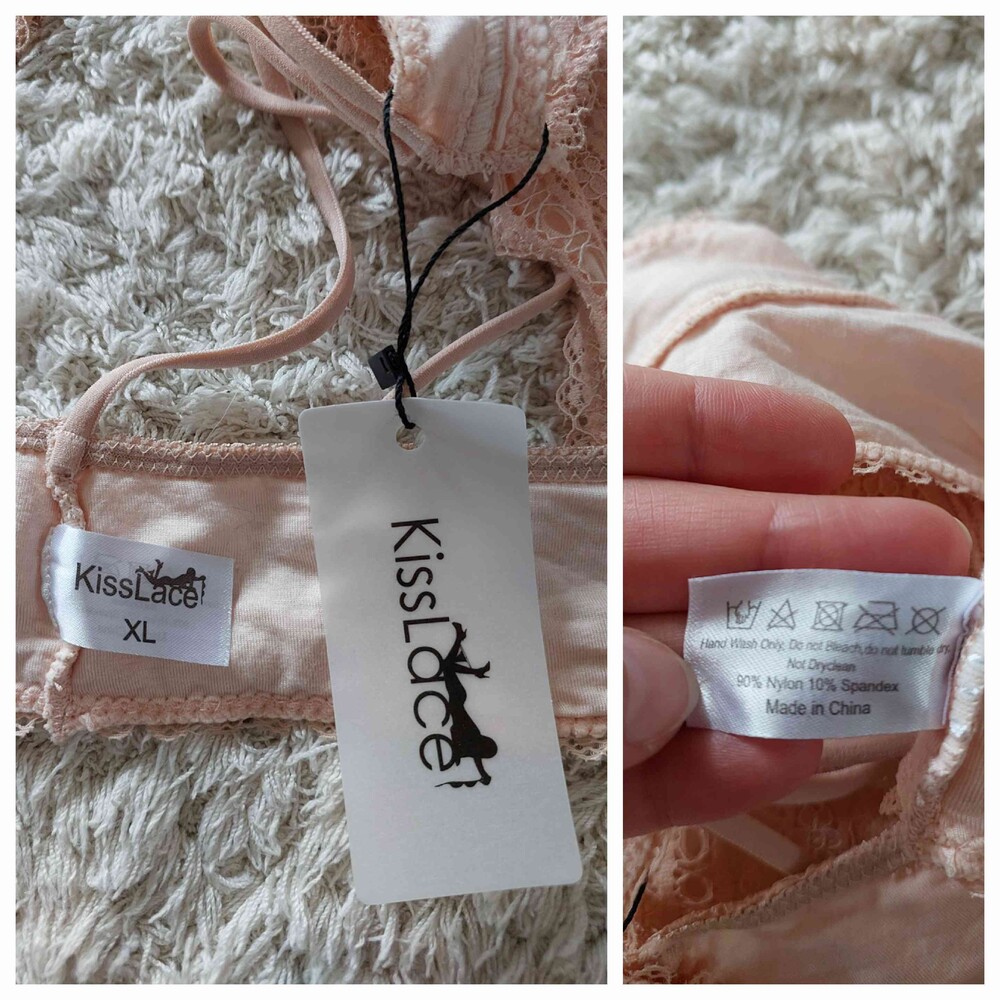 KissLace
XL
KissLace
Hand Wash Only, Do not Bleach,do not tumble dry,
Not Dryclean
90% Nylon 10% Spandex
Made in China